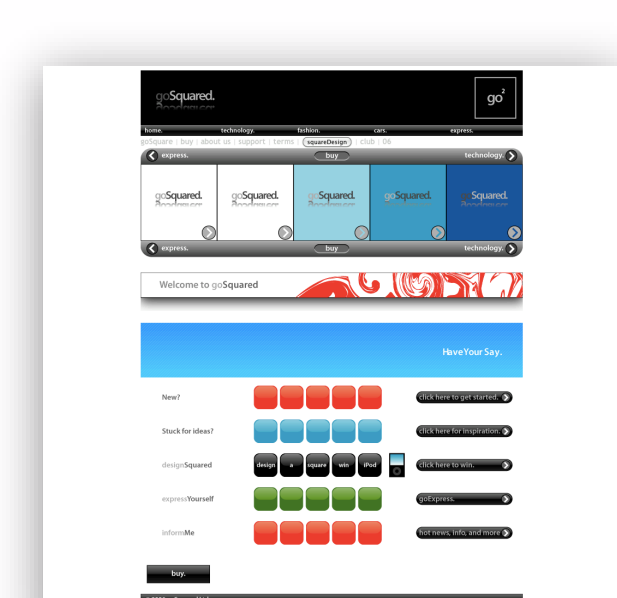 goSquared.
go²
home. technology. fashion. cars. express.
goSquare | buy | about us | support | terms | squareDesign | club | 06
express. buy technology.
goSquared. goSquared. goSquared. goSquared. goSquared.
express. buy technology.
Welcome to goSquared
HaveYour Say.
New? click here to get started.
Stuck for ideas? click here for inspiration.
designSquared design a square win iPod click here to win.
expressYourself goExpress.
informMe hot news, info, and more
buy.